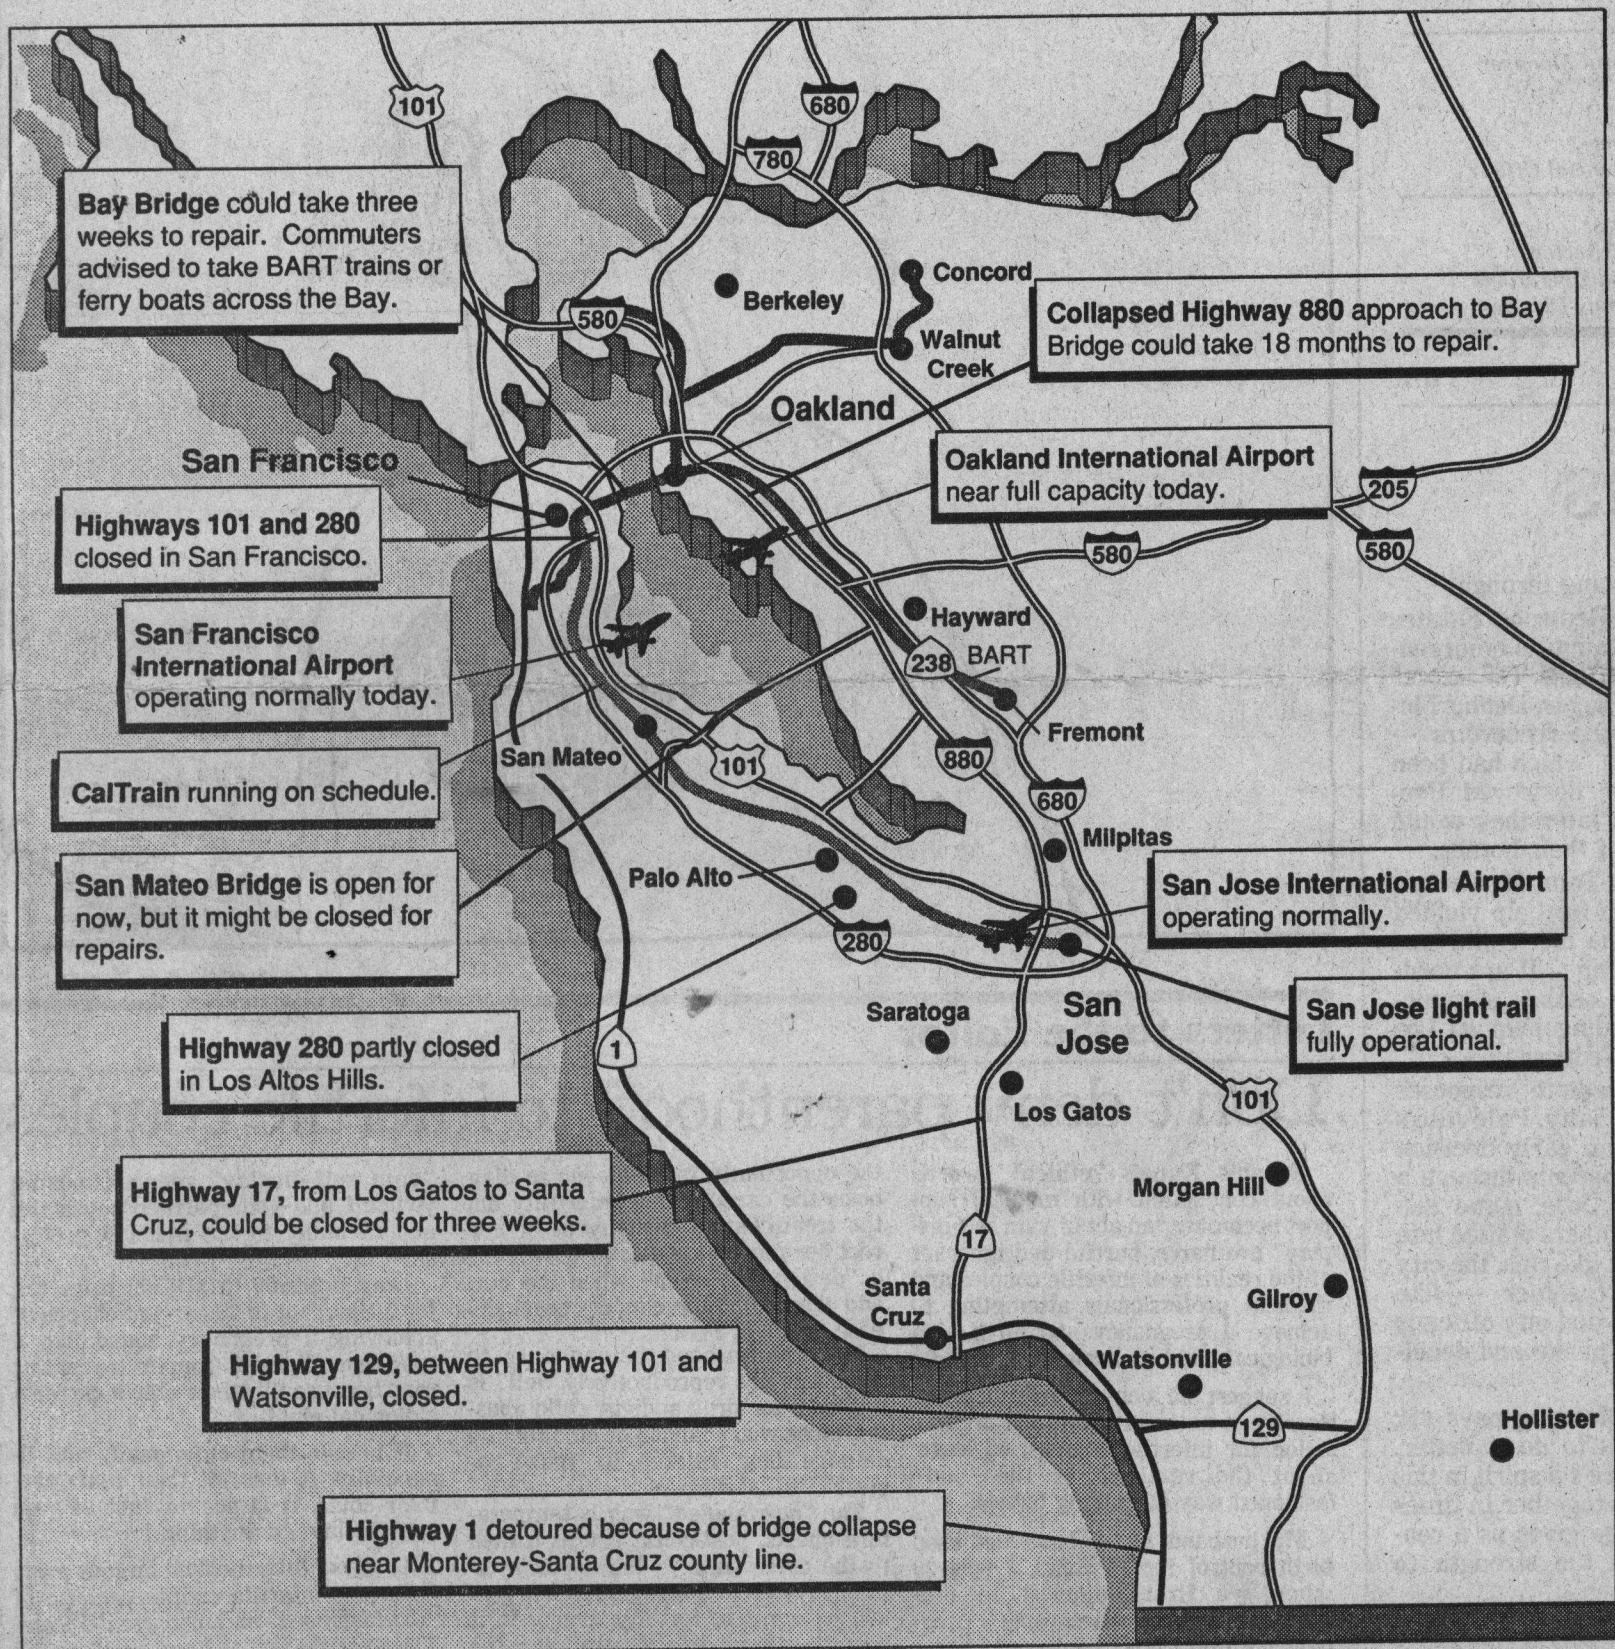 101
680
780
Bay Bridge could take three
weeks to repair. Commuters
advised to take BART trains or
ferry boats across the Bay.
Concord
Berkeley
580
Walnut
Creek
Collapsed Highway 880 approach to Bay
Bridge could take 18 months to repair.
Oakland
San Francisco
Oakland International Airport
near full capacity today.
205
Highways 101 and 280
closed in San Francisco.
580
580
San Francisco
International Airport
operating normally today.
Hayward
238
BART
Fremont
San Mateo
101
880
CalTrain running on schedule.
680
Milpitas
San Mateo Bridge is open for
now, but it might be closed for
repairs.
Palo Alto
San Jose International Airport
operating normally.
280
Saratoga
San
Jose
San Jose light rail
fully operational.
Highway 280 partly closed
in Los Altos Hills.
1
101
Los Gatos
Highway 17, from Los Gatos to Santa
Cruz, could be closed for three weeks.
Morgan Hill
17
Santa
Cruz
Gilroy
Highway 129, between Highway 101 and
Watsonville, closed.
Watsonville
129
Hollister
Highway 1 detoured because of bridge collapse
near Monterey-Santa Cruz county line.